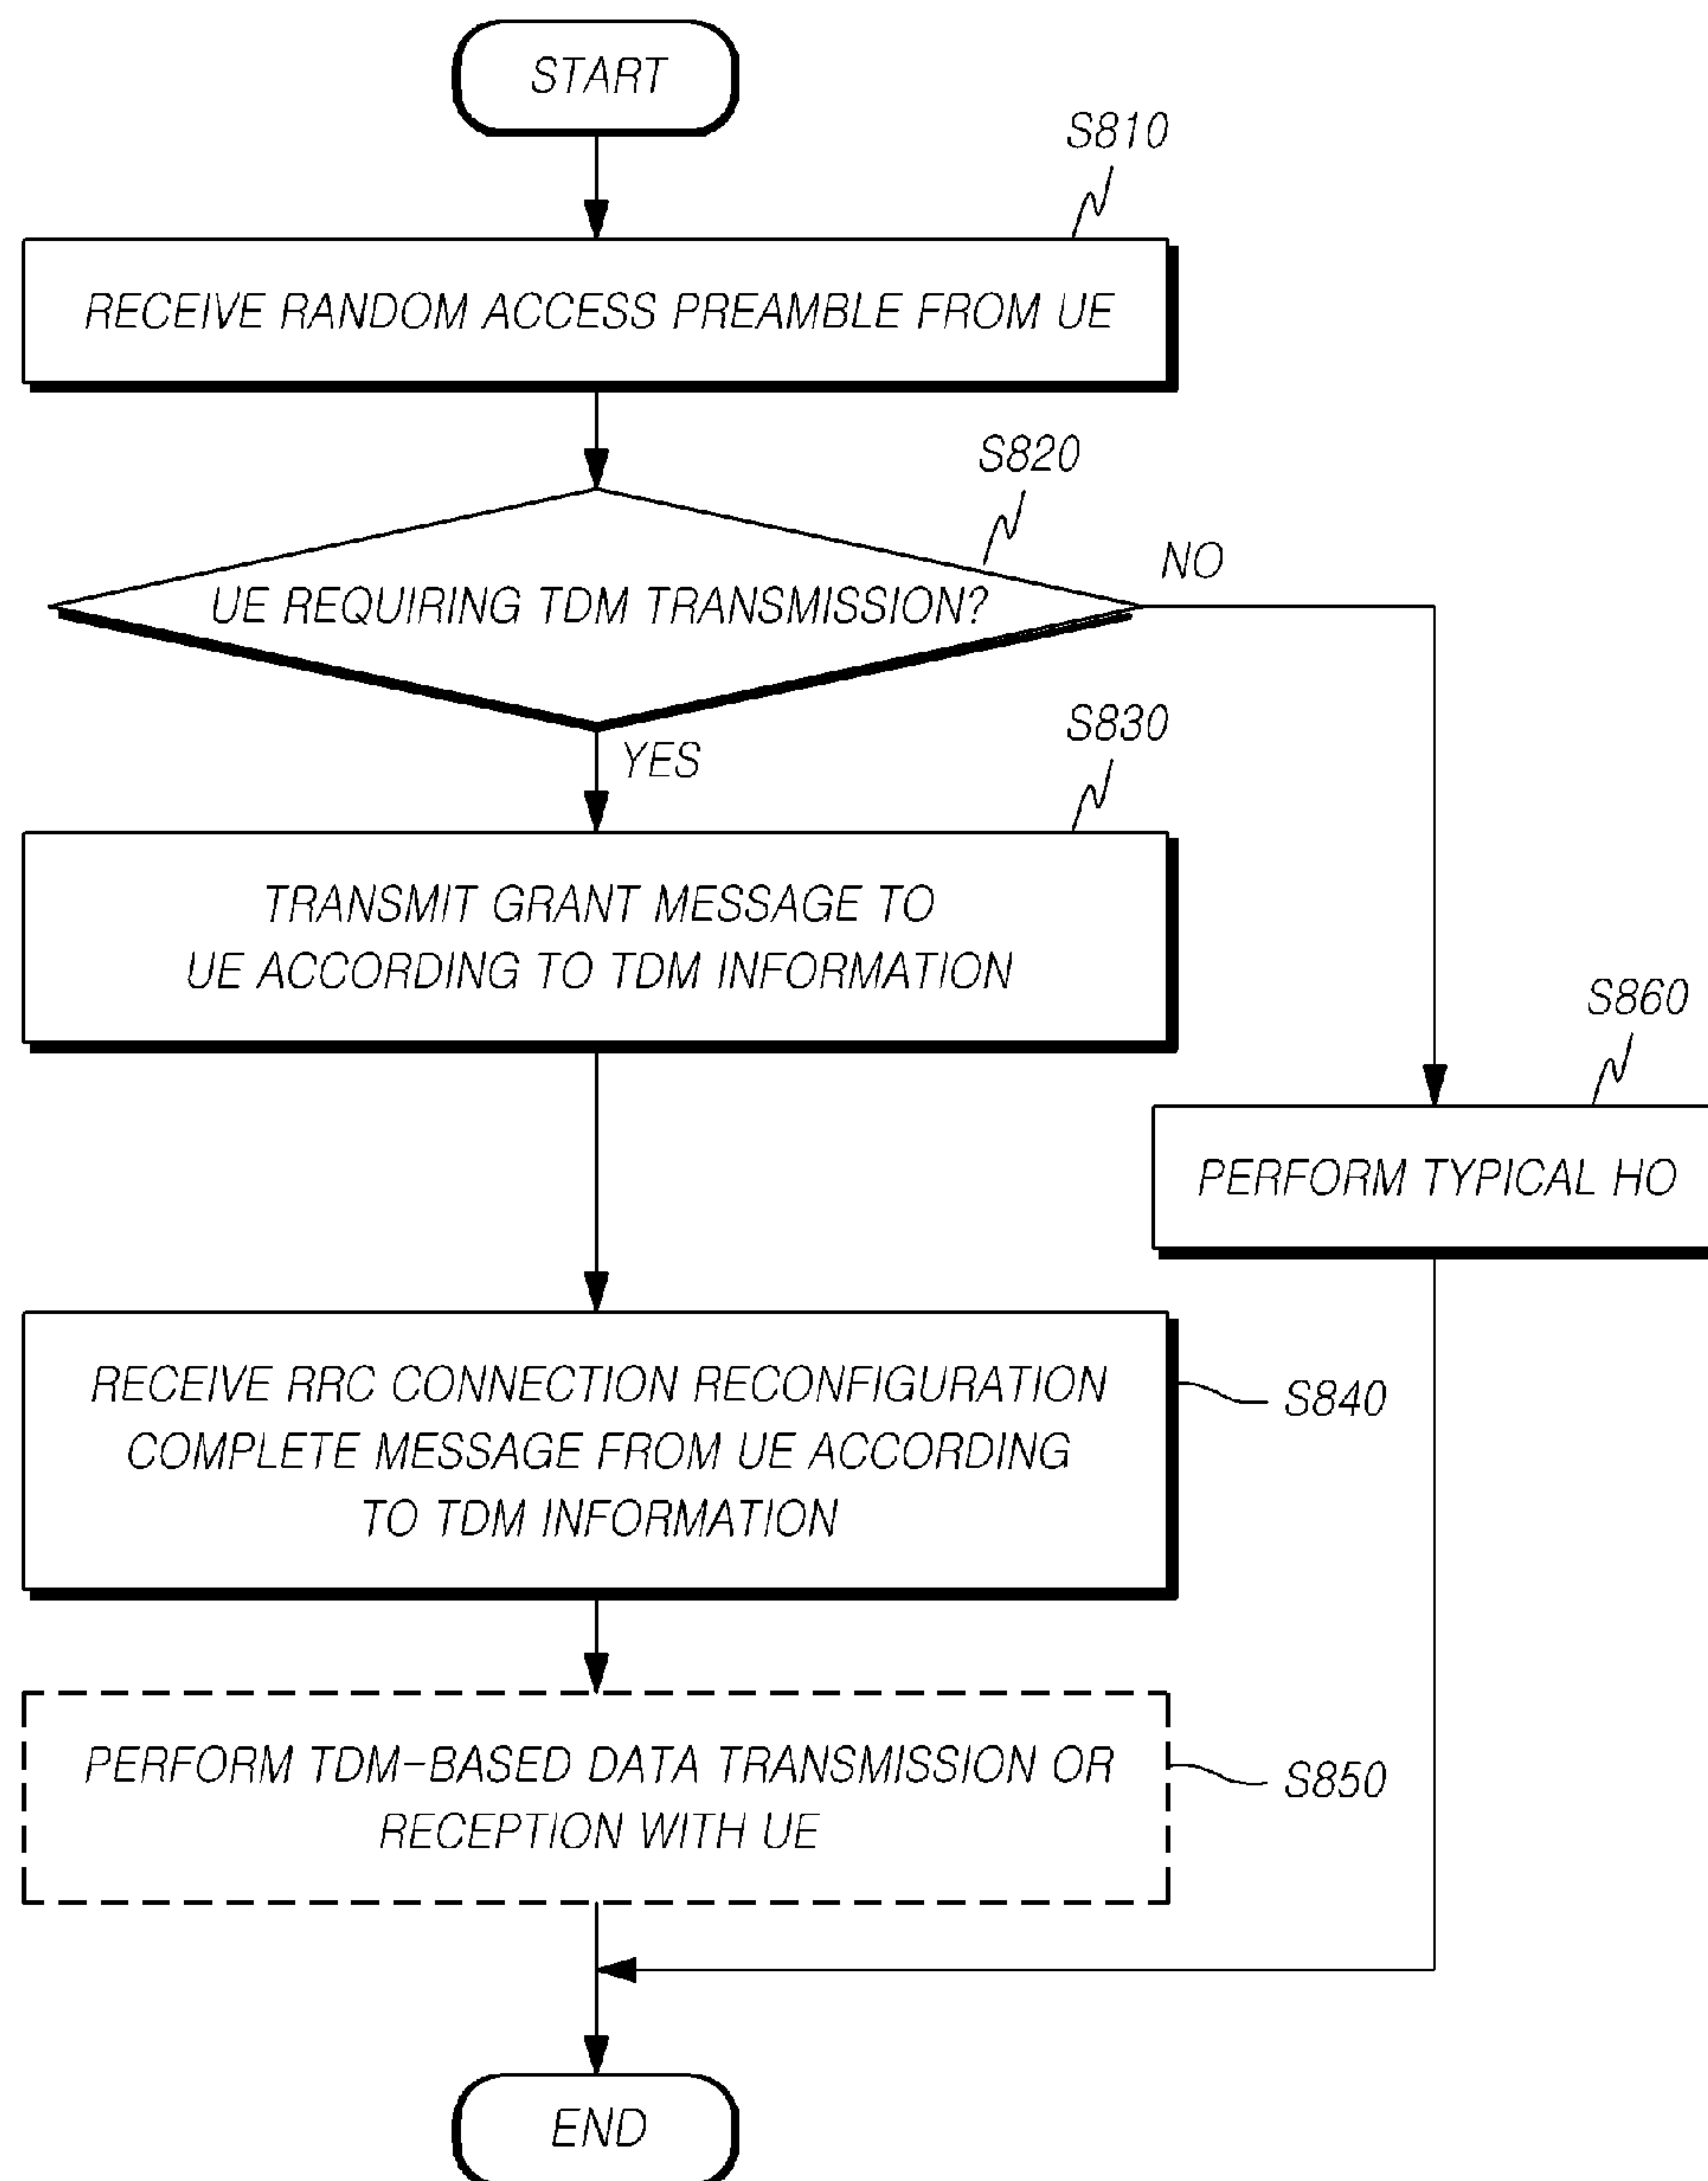 START
S810
RECEIVE RANDOM ACCESS PREAMBLE FROM UE
S820
UE REQUIRING TDM TRANSMISSION?
NO
YES
S830
TRANSMIT GRANT MESSAGE TO
UE ACCORDING TO TDM INFORMATION
S860
PERFORM TYPICAL HO
RECEIVE RRC CONNECTION RECONFIGURATION
COMPLETE MESSAGE FROM UE ACCORDING
TO TDM INFORMATION
S840
PERFORM TDM-BASED DATA TRANSMISSION OR
RECEPTION WITH UE
S850
END